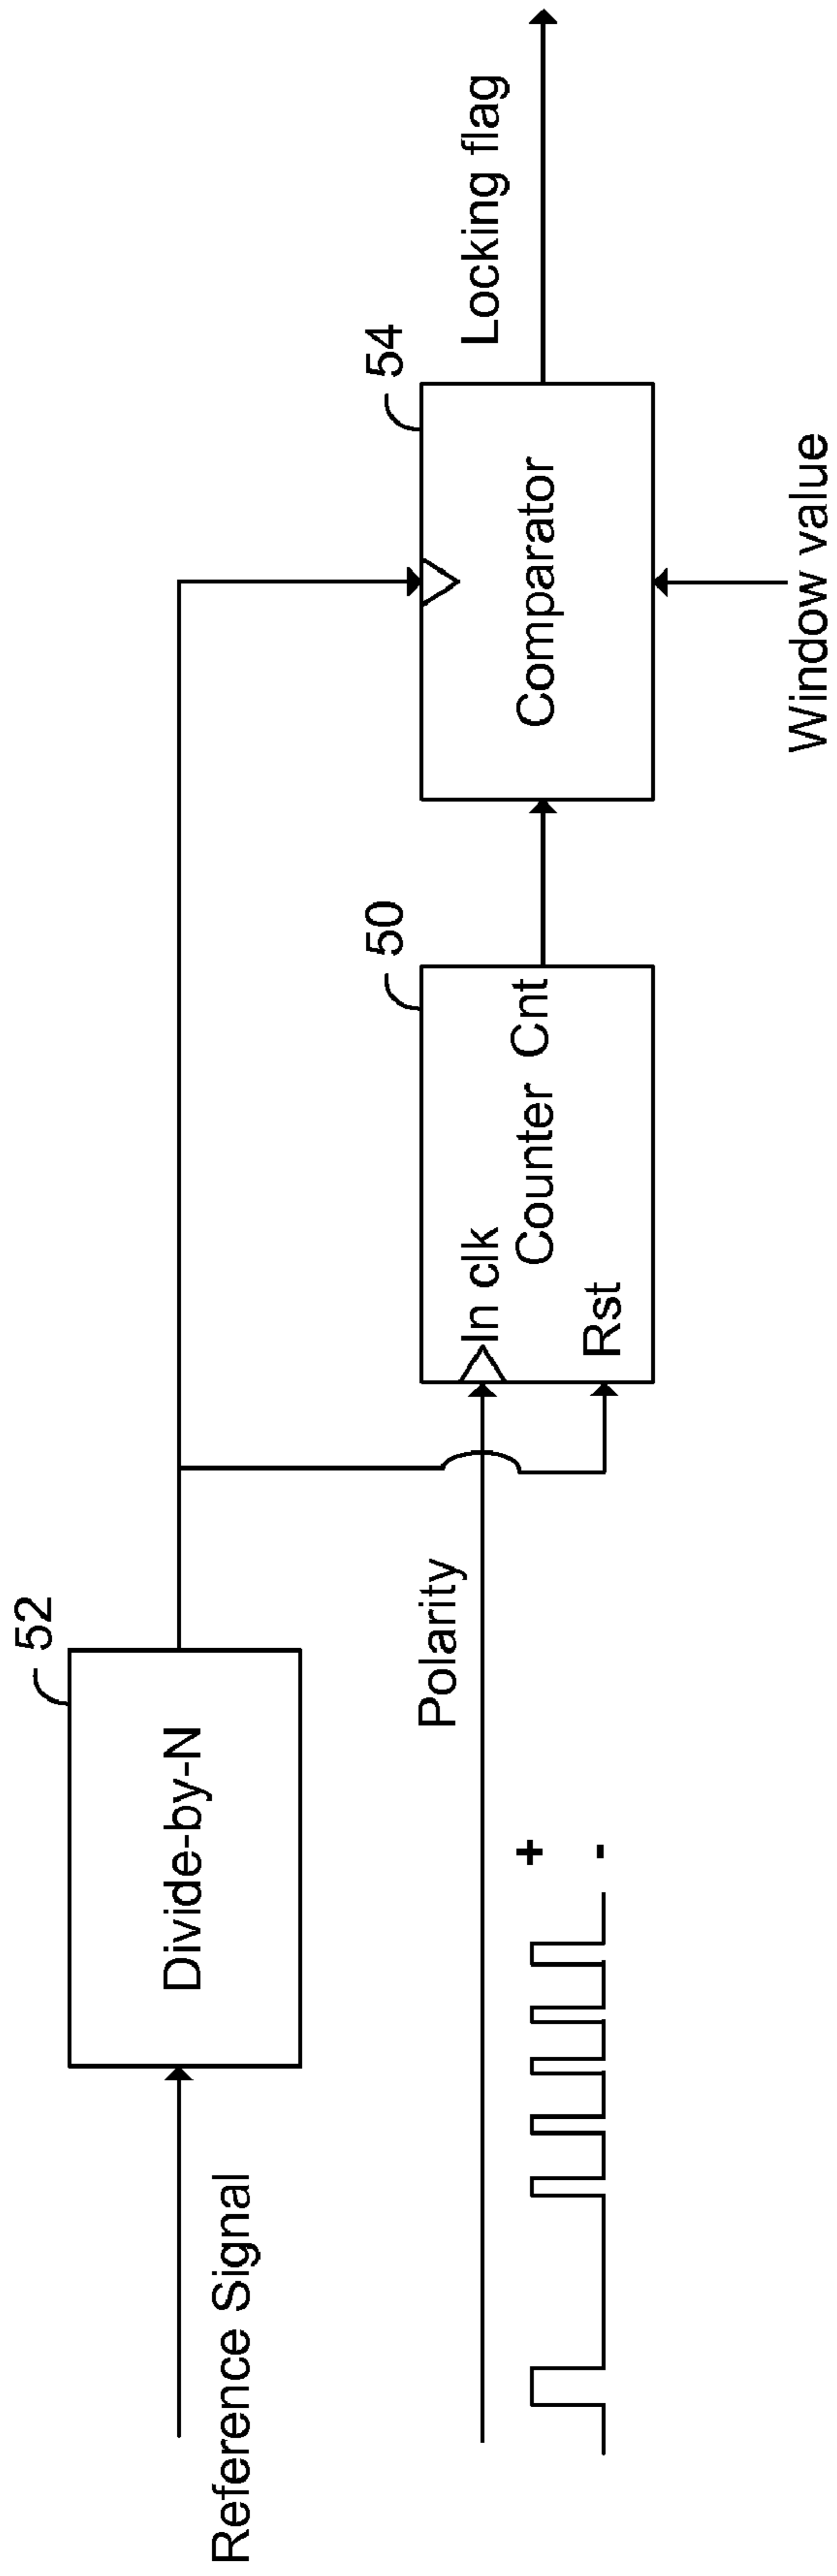 Reference Signal
Divide-by-N
52
Polarity
+
-
In clk
Counter Cnt
Rst
50
Comparator
54
Window value
Locking flag